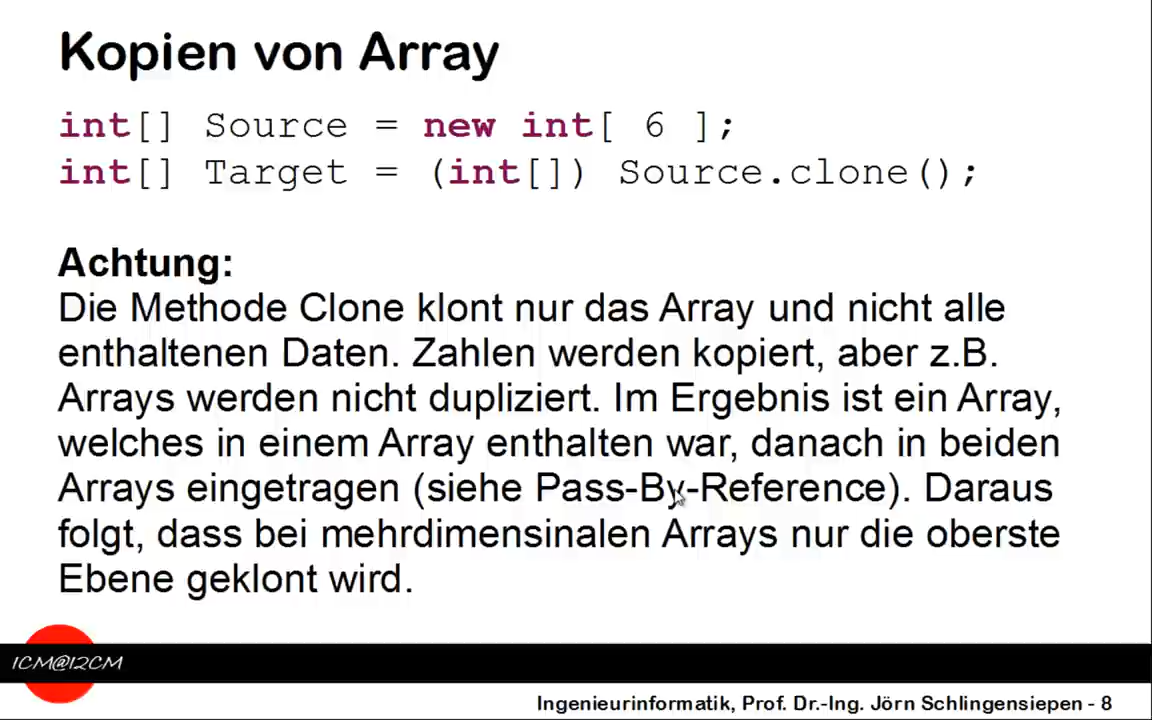 Kopien von Array
int[] Source = new int[ 6 ];
int[] Target = (int[]) Source.clone();
Achtung:
Die Methode Clone klont nur das Array und nicht alle
enthaltenen Daten. Zahlen werden kopiert, aber z.B.
Arrays werden nicht dupliziert. Im Ergebnis ist ein Array,
welches in einem Array enthalten war, danach in beiden
Arrays eingetragen (siehe Pass-By-Reference). Daraus
folgt, dass bei mehrdimensinalen Arrays nur die oberste
Ebene geklont wird.
1CM@12CM
Ingenieurinformatik, Prof. Dr.-Ing. Jörn Schlingensiepen - 8